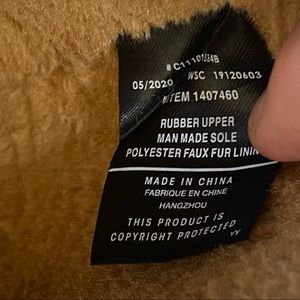 05/2020 WSC 19120603
ITEM 1407460
RUBBER UPPER
MAN MADE SOLE
POLYESTER FAUX FUR
MADE IN CHINA
FABRIQUE EN CHINE
HANGZHOU
THIS PRODUCT IS
COPYRIGHT PROTECTED
YY